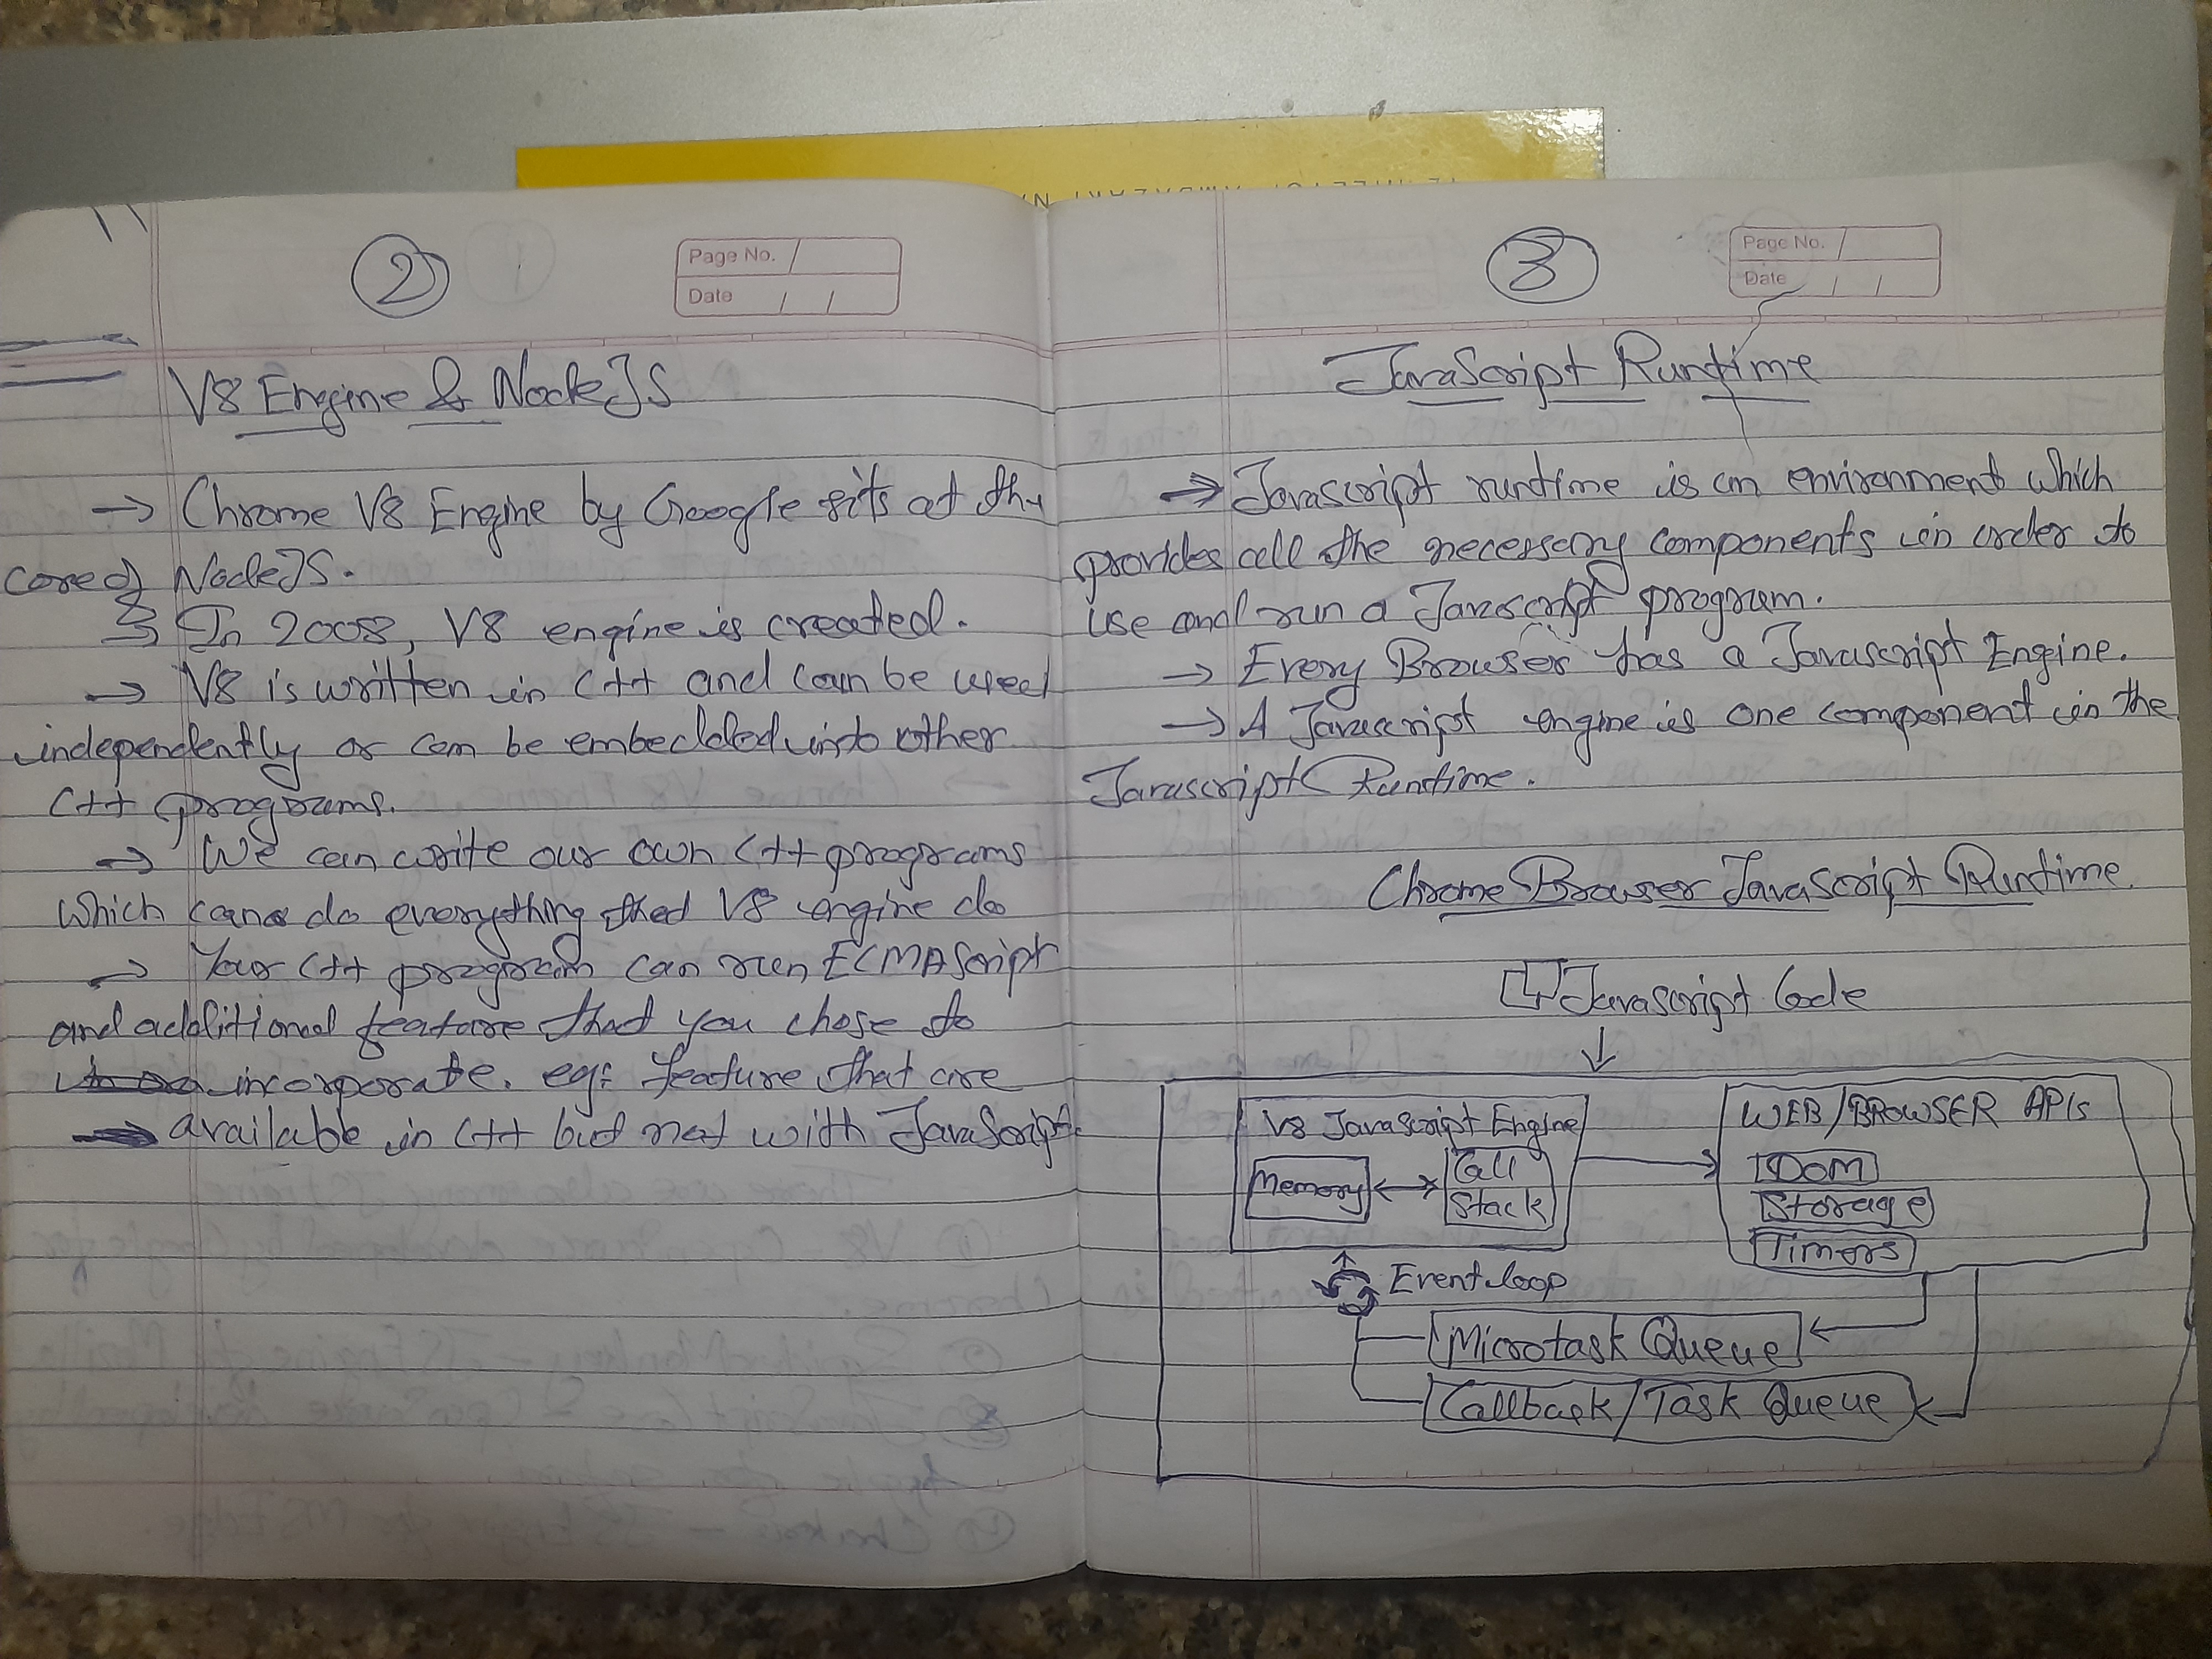 2
Page No.
Date
V8 Engine & NodeJS
→ Chrome V8 Engine by Google sits at the
core of NodeJS.
→ In 2008, V8 engine is created.
→ V8 is written in C++ and can be used
independently or can be embedded into other
C++ programs.
→ We can write our own C++ programs
which can do everything that V8 engine do
→ Your C++ program can run ECMAScript
and additional feature that you chose to
incorporate. eg: feature that are
available in C++ but not with JavaScript.
3
Page No.
Date
JavaScript Runtime
→ Javascript runtime is an environment which
provides all the necessary components in order to
use and run a Javascript program.
→ Every Browser has a Javascript Engine.
→ A Javascript engine is one component in the
Javascript Runtime.
Chrome Browser JavaScript Runtime.
JavaScript Code
↓
V8 JavaScript Engine
Memory ↔ Call
Stack
WEB/BROWSER APIs
DOM
Storage
Timers
Event loop
Microtask Queue
Callback/Task Queue